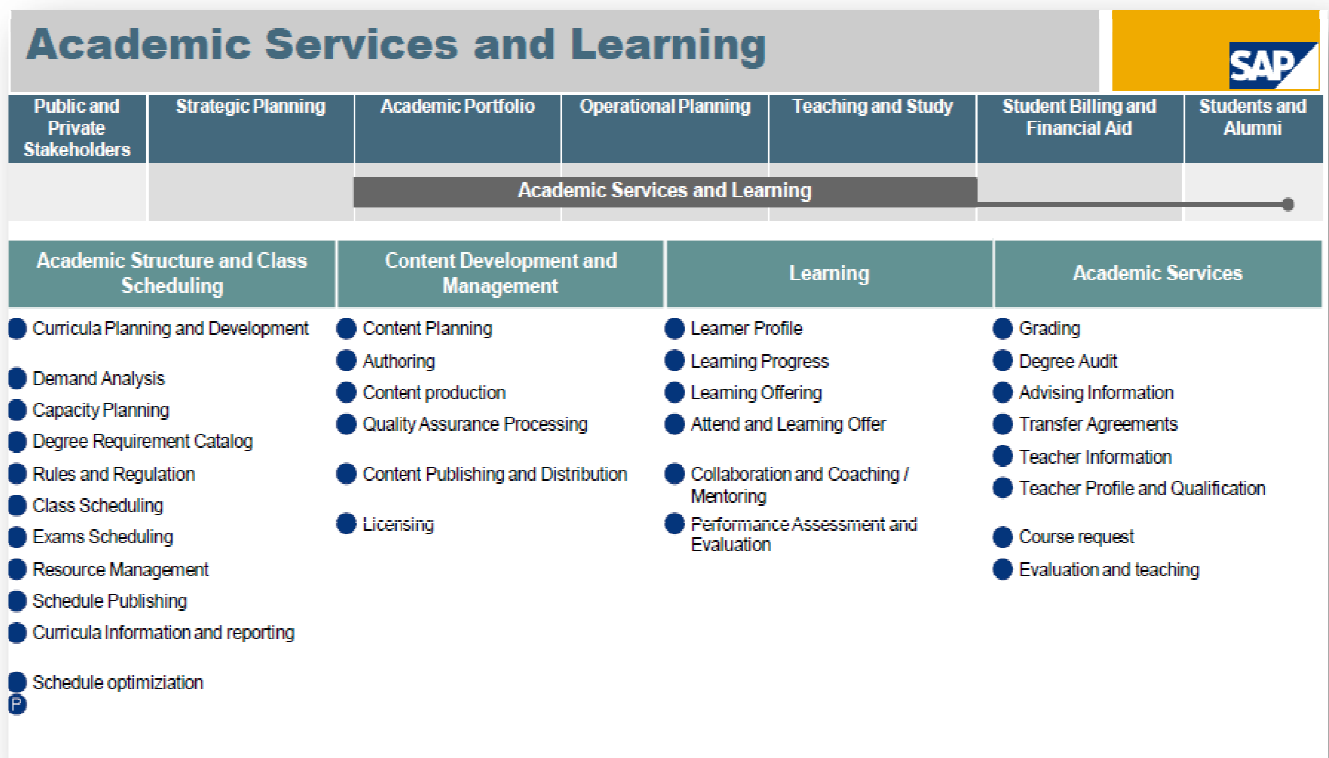 Academic Services and Learning
SAP
Public and
Private
Stakeholders
Strategic Planning
Academic Portfolio
Operational Planning
Teaching and Study
Student Billing and
Financial Aid
Students and
Alumni
Academic Services and Learning
Academic Structure and Class
Scheduling
Curricula Planning and Development
Demand Analysis
Capacity Planning
Degree Requirement Catalog
Rules and Regulation
Class Scheduling
Exams Scheduling
Resource Management
Schedule Publishing
Curricula Information and reporting
Schedule optimiziation
P
Content Development and
Management
Content Planning
Authoring
Content production
Quality Assurance Processing
Content Publishing and Distribution
Licensing
Learning
Learner Profile
Learning Progress
Learning Offering
Attend and Learning Offer
Collaboration and Coaching /
Mentoring
Performance Assessment and
Evaluation
Academic Services
Grading
Degree Audit
Advising Information
Transfer Agreements
Teacher Information
Teacher Profile and Qualification
Course request
Evaluation and teaching